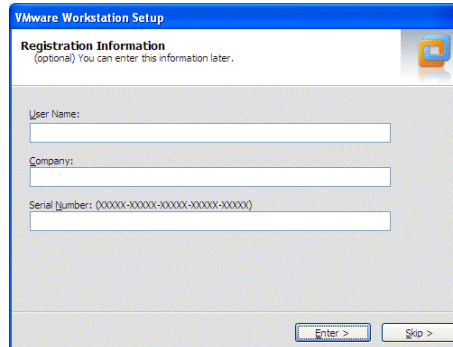 VMware Workstation Setup
Registration Information
(optional) You can enter this information later.
User Name:
Company:
Serial Number: (XXXXX-XXXXX-XXXXX-XXXXX-XXXXX)
Enter >
Skip >